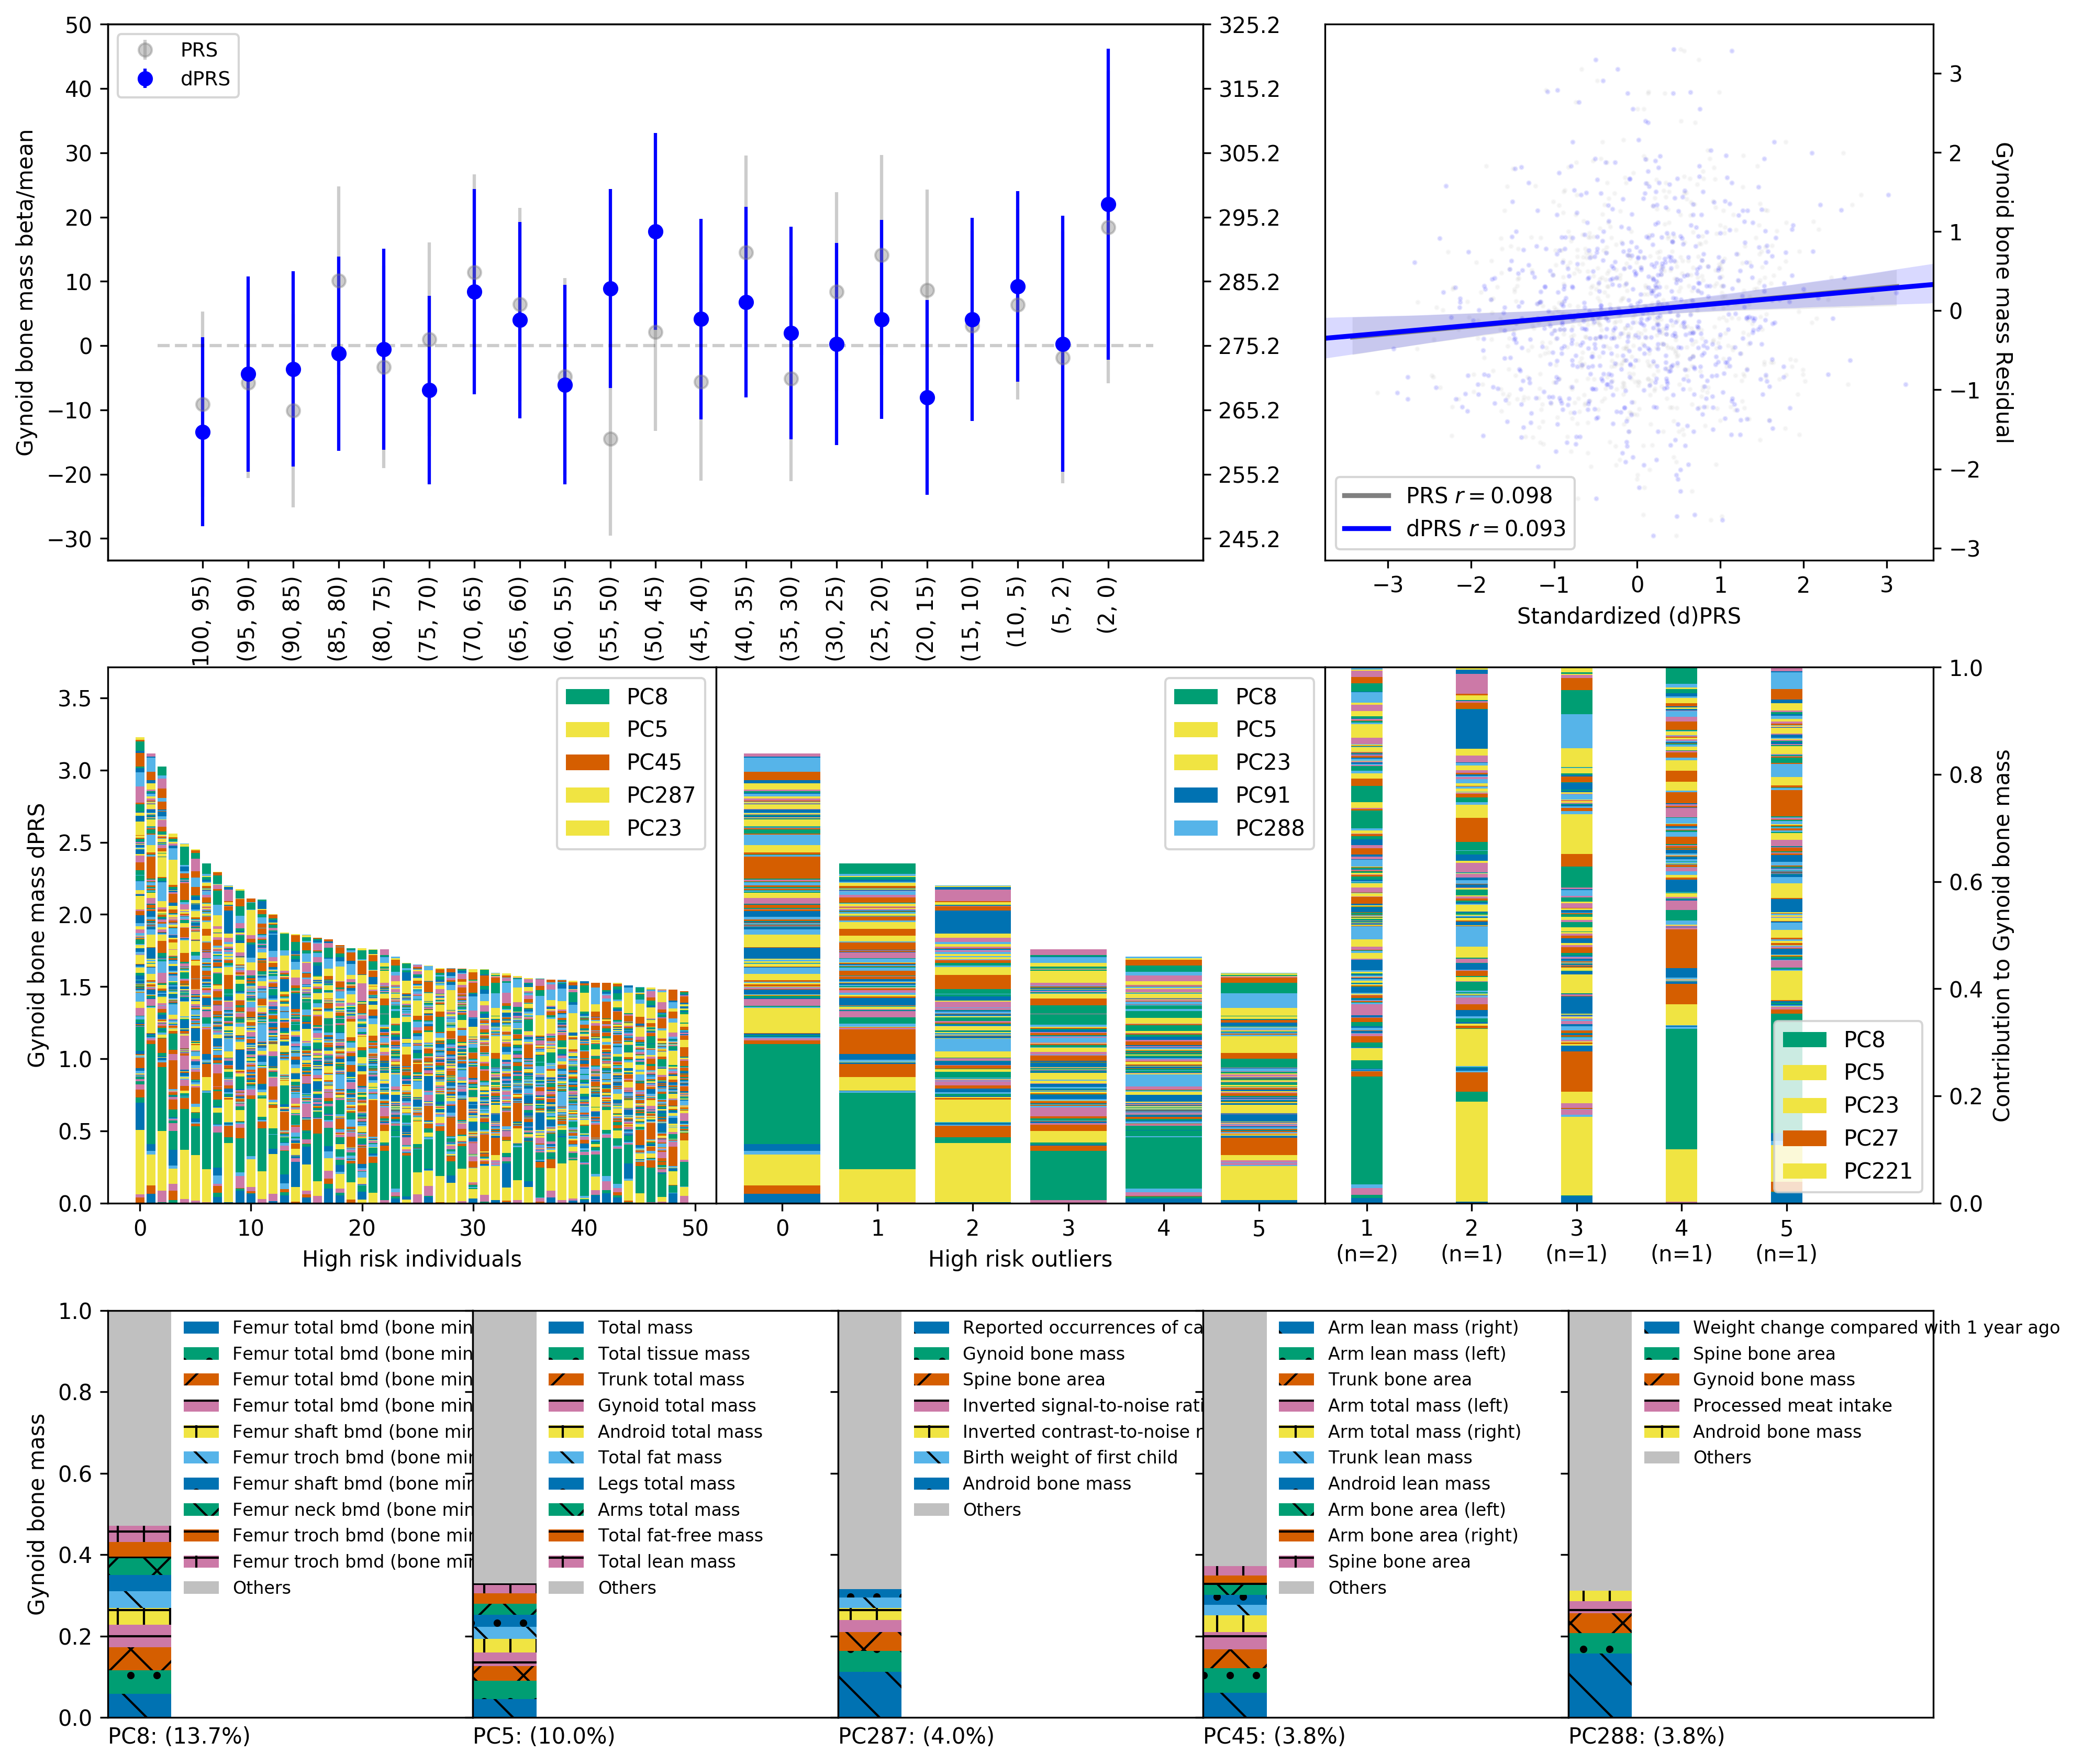 50
40
30
20
10
0
−10
−20
−30
Gynoid bone mass beta/mean
PRS
dPRS
325.2
315.2
305.2
295.2
285.2
275.2
265.2
255.2
245.2
100, 95)
(95, 90)
(90, 85)
(85, 80)
(80, 75)
(75, 70)
(70, 65)
(65, 60)
(60, 55)
(55, 50)
(50, 45)
(45, 40)
(40, 35)
(35, 30)
(30, 25)
(25, 20)
(20, 15)
(15, 10)
(10, 5)
(5, 2)
(2, 0)
PRS r = 0.098
dPRS r = 0.093
3
2
1
0
−1
−2
−3
Gynoid bone mass Residual
−3
−2
−1
0
1
2
3
Standardized (d)PRS
3.5
3.0
2.5
2.0
1.5
1.0
0.5
0.0
Gynoid bone mass dPRS
PC8
PC5
PC45
PC287
PC23
0
10
20
30
40
50
High risk individuals
PC8
PC5
PC23
PC91
PC288
0
1
2
3
4
5
High risk outliers
PC8
PC5
PC23
PC27
PC221
1
(n=2)
2
(n=1)
3
(n=1)
4
(n=1)
5
(n=1)
1.0
0.8
0.6
0.4
0.2
0.0
Contribution to Gynoid bone mass
1.0
0.8
0.6
0.4
0.2
0.0
Gynoid bone mass
Femur total bmd (bone min
Femur total bmd (bone min
Femur total bmd (bone min
Femur total bmd (bone min
Femur shaft bmd (bone min
Femur troch bmd (bone min
Femur shaft bmd (bone min
Femur neck bmd (bone min
Femur troch bmd (bone min
Femur troch bmd (bone min
Others
PC8: (13.7%)
Total mass
Total tissue mass
Trunk total mass
Gynoid total mass
Android total mass
Total fat mass
Legs total mass
Arms total mass
Total fat-free mass
Total lean mass
Others
PC5: (10.0%)
Reported occurrences of ca
Gynoid bone mass
Spine bone area
Inverted signal-to-noise rati
Inverted contrast-to-noise r
Birth weight of first child
Android bone mass
Others
PC287: (4.0%)
Arm lean mass (right)
Arm lean mass (left)
Trunk bone area
Arm total mass (left)
Arm total mass (right)
Trunk lean mass
Android lean mass
Arm bone area (left)
Arm bone area (right)
Spine bone area
Others
PC45: (3.8%)
Weight change compared with 1 year ago
Spine bone area
Gynoid bone mass
Processed meat intake
Android bone mass
Others
PC288: (3.8%)